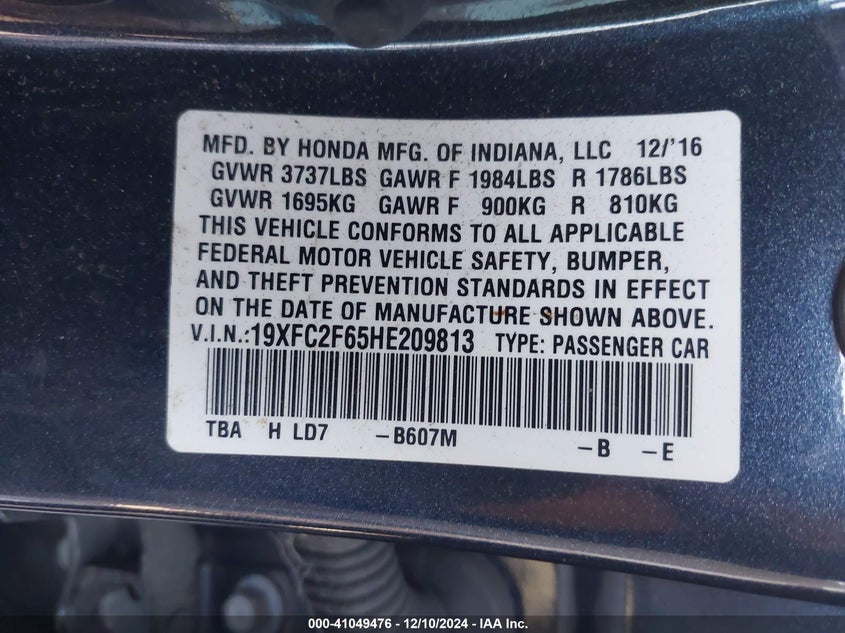 MFD. BY HONDA MFG. OF INDIANA, LLC 12/'16
GVWR 3737LBS GAWR F 1984LBS R 1786LBS
GVWR 1695KG GAWR F 900KG R 810KG
THIS VEHICLE CONFORMS TO ALL APPLICABLE
FEDERAL MOTOR VEHICLE SAFETY, BUMPER,
AND THEFT PREVENTION STANDARDS IN EFFECT
ON THE DATE OF MANUFACTURE SHOWN ABOVE.
V.I.N.:19XFC2F65HE209813 TYPE: PASSENGER CAR
TBA H LD7 -B607M -B -E
000-41049476 - 12/10/2024 - IAA Inc.